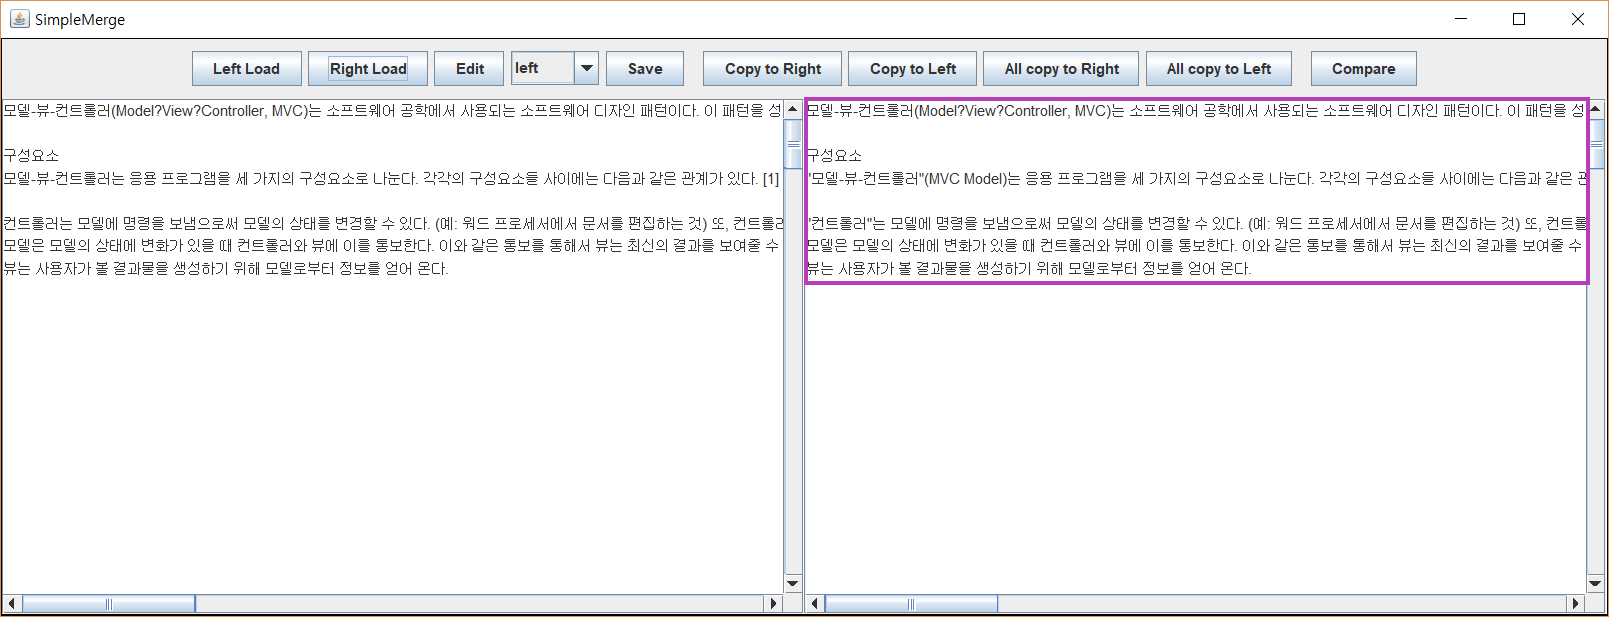 SimpleMerge
Left Load Right Load Edit left Save Copy to Right Copy to Left All copy to Right All copy to Left Compare
모델-뷰-컨트롤러(Model?View?Controller, MVC)는 소프트웨어 공학에서 사용되는 소프트웨어 디자인 패턴이다. 이 패턴을 성
구성요소
모델-뷰-컨트롤러는 응용 프로그램을 세 가지의 구성요소로 나눈다. 각각의 구성요소들 사이에는 다음과 같은 관계가 있다. [1]
컨트롤러는 모델에 명령을 보냄으로써 모델의 상태를 변경할 수 있다. (예: 워드 프로세서에서 문서를 편집하는 것) 또, 컨트롤러
모델은 모델의 상태에 변화가 있을 때 컨트롤러와 뷰에 이를 통보한다. 이와 같은 통보를 통해서 뷰는 최신의 결과를 보여줄 수
뷰는 사용자가 볼 결과물을 생성하기 위해 모델로부터 정보를 얻어 온다.
모델-뷰-컨트롤러(Model?View?Controller, MVC)는 소프트웨어 공학에서 사용되는 소프트웨어 디자인 패턴이다. 이 패턴을 성
구성요소
"모델-뷰-컨트롤러"(MVC Model)는 응용 프로그램을 세 가지의 구성요소로 나눈다. 각각의 구성요소들 사이에는 다음과 같은
"컨트롤러"는 모델에 명령을 보냄으로써 모델의 상태를 변경할 수 있다. (예: 워드 프로세서에서 문서를 편집하는 것) 또, 컨트롤
모델은 모델의 상태에 변화가 있을 때 컨트롤러와 뷰에 이를 통보한다. 이와 같은 통보를 통해서 뷰는 최신의 결과를 보여줄 수
뷰는 사용자가 볼 결과물을 생성하기 위해 모델로부터 정보를 얻어 온다.